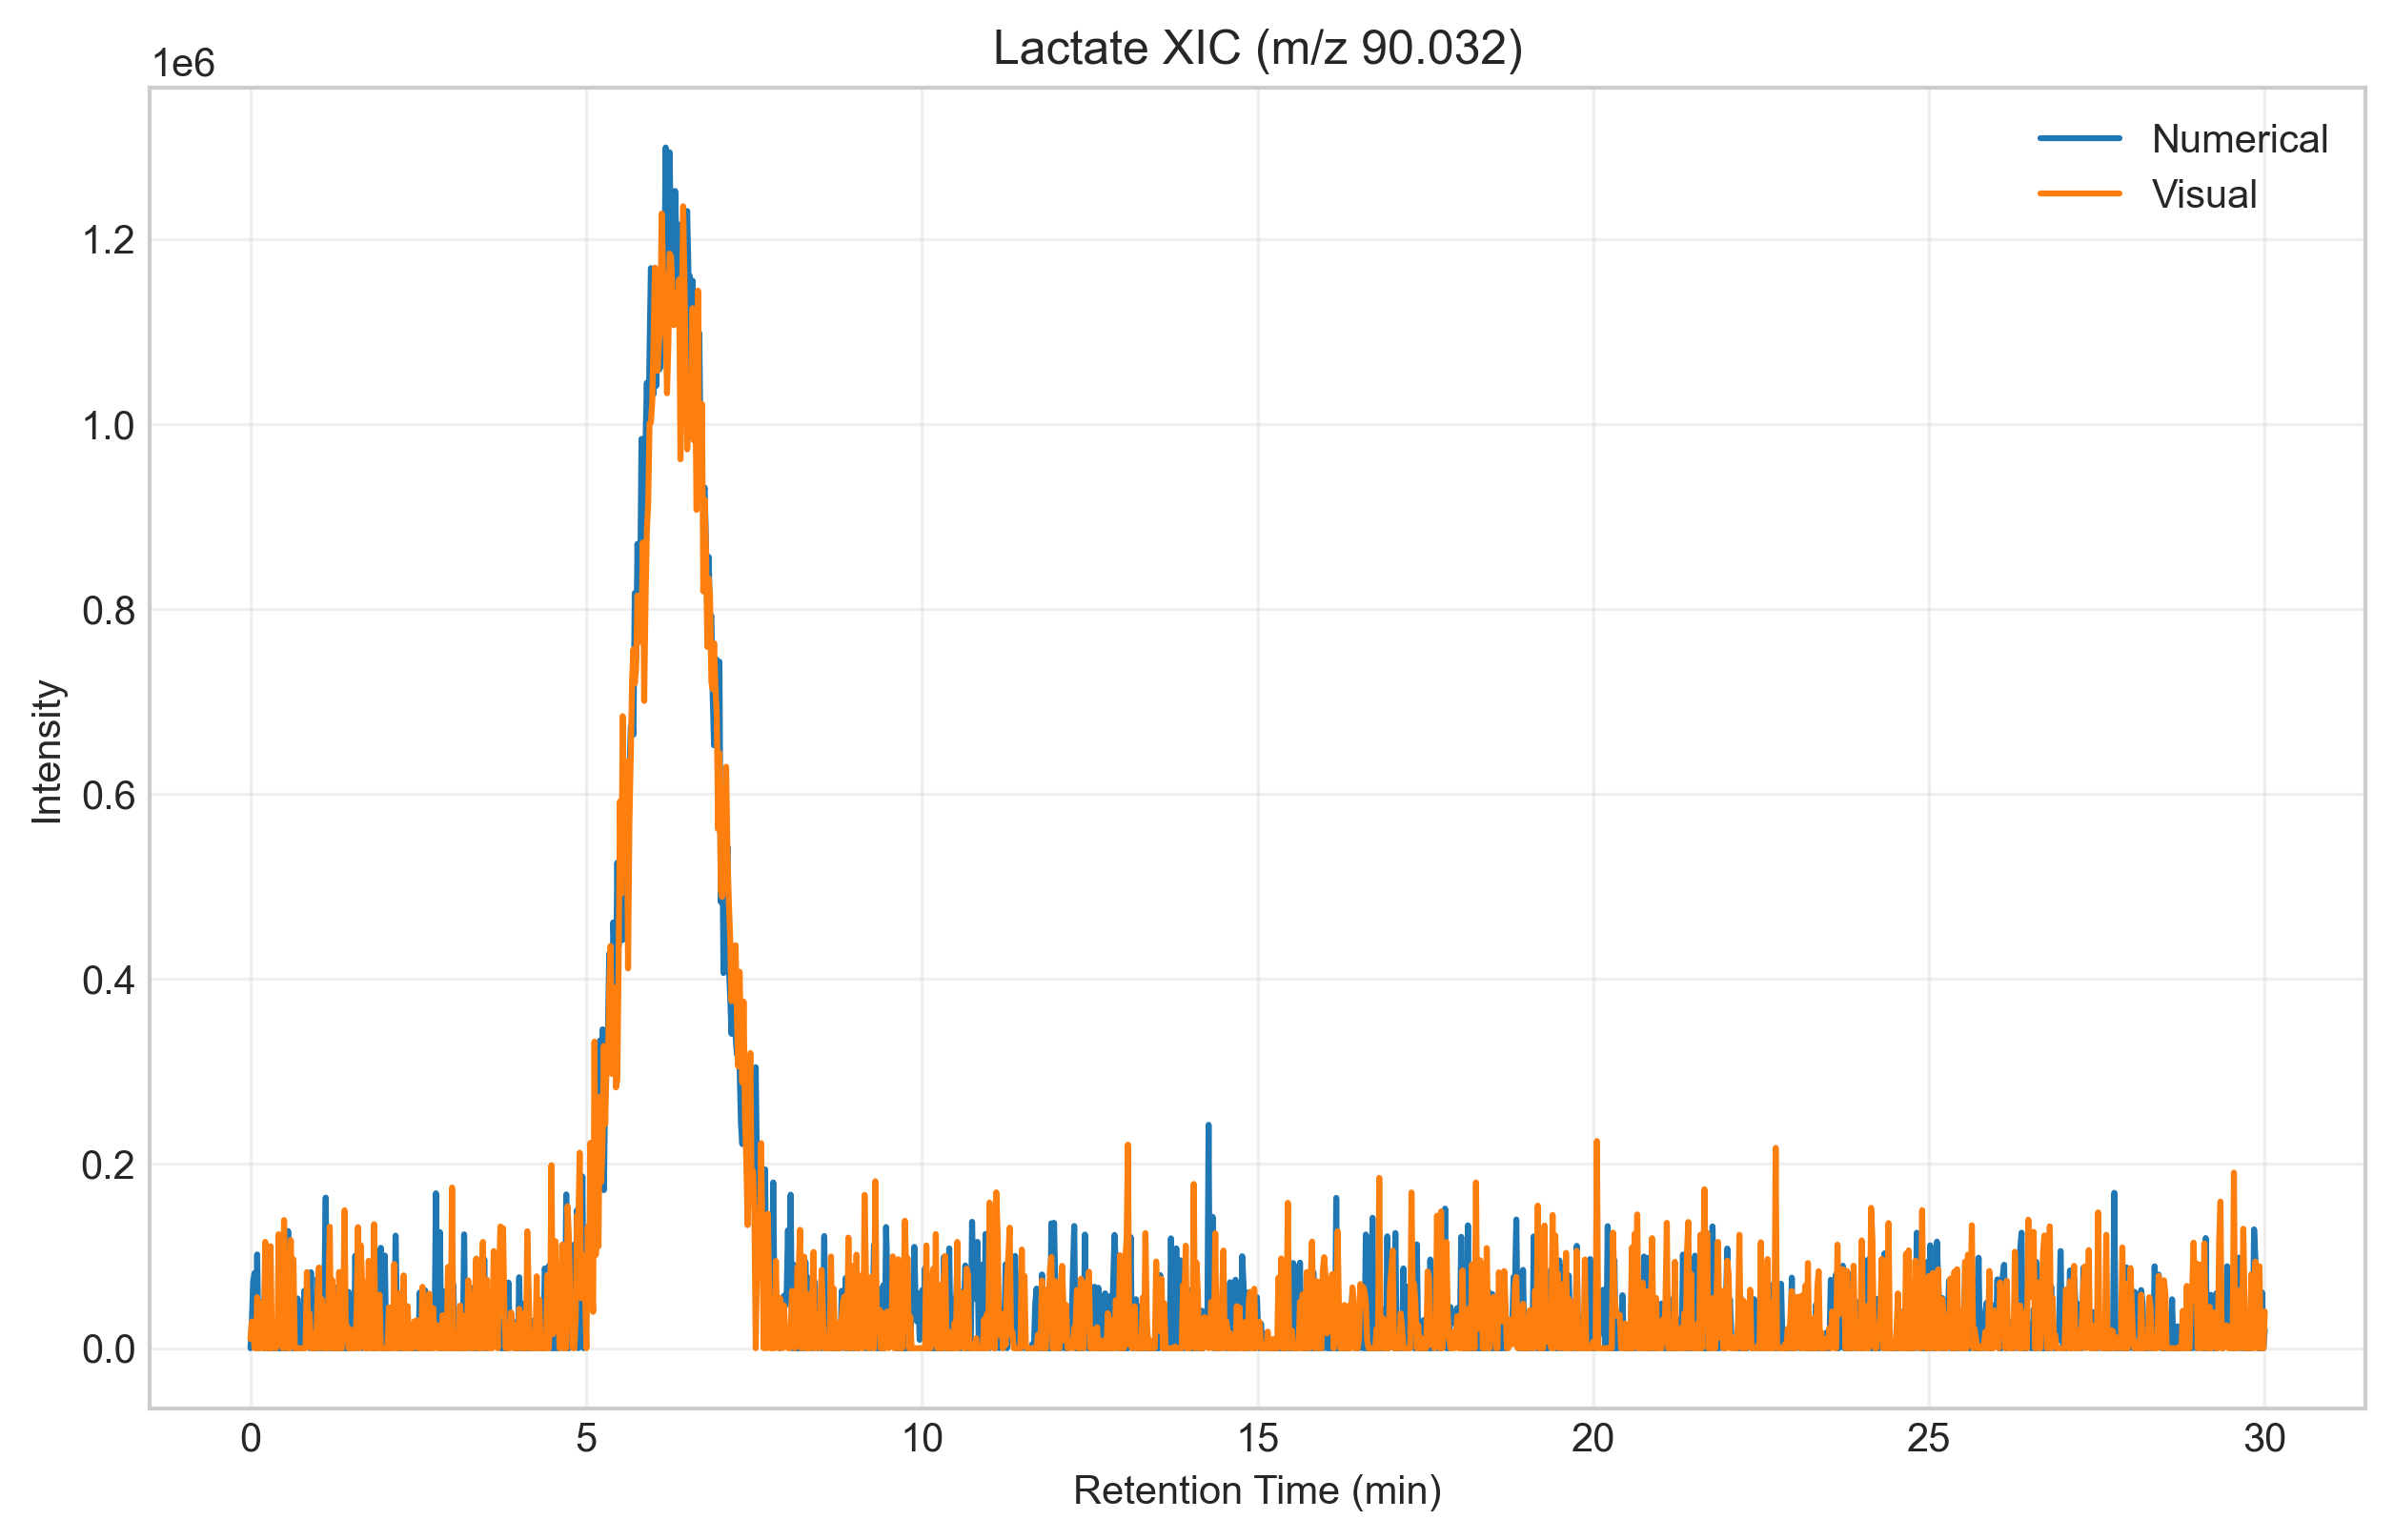 Lactate XIC (m/z 90.032)
1e6
Numerical
Visual
1.2
1.0
0.8
0.6
0.4
0.2
0.0
Intensity
0 5 10 15 20 25 30
Retention Time (min)